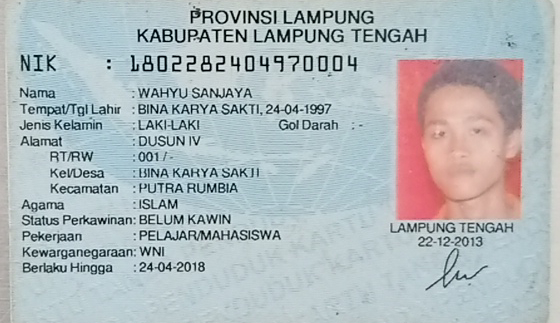 PROVINSI LAMPUNG
KABUPATEN LAMPUNG TENGAH
NIK : 1802282404970004
Nama : WAHYU SANJAYA
Tempat/Tgl Lahir : BINA KARYA SAKTI, 24-04-1997
Jenis Kelamin : LAKI-LAKI Gol Darah : -
Alamat : DUSUN IV
RT/RW : 001/-
Kel/Desa : BINA KARYA SAKTI
Kecamatan : PUTRA RUMBIA
Agama : ISLAM
Status Perkawinan: BELUM KAWIN
Pekerjaan : PELAJAR/MAHASISWA
Kewarganegaraan: WNI
Berlaku Hingga : 24-04-2018
LAMPUNG TENGAH
22-12-2013